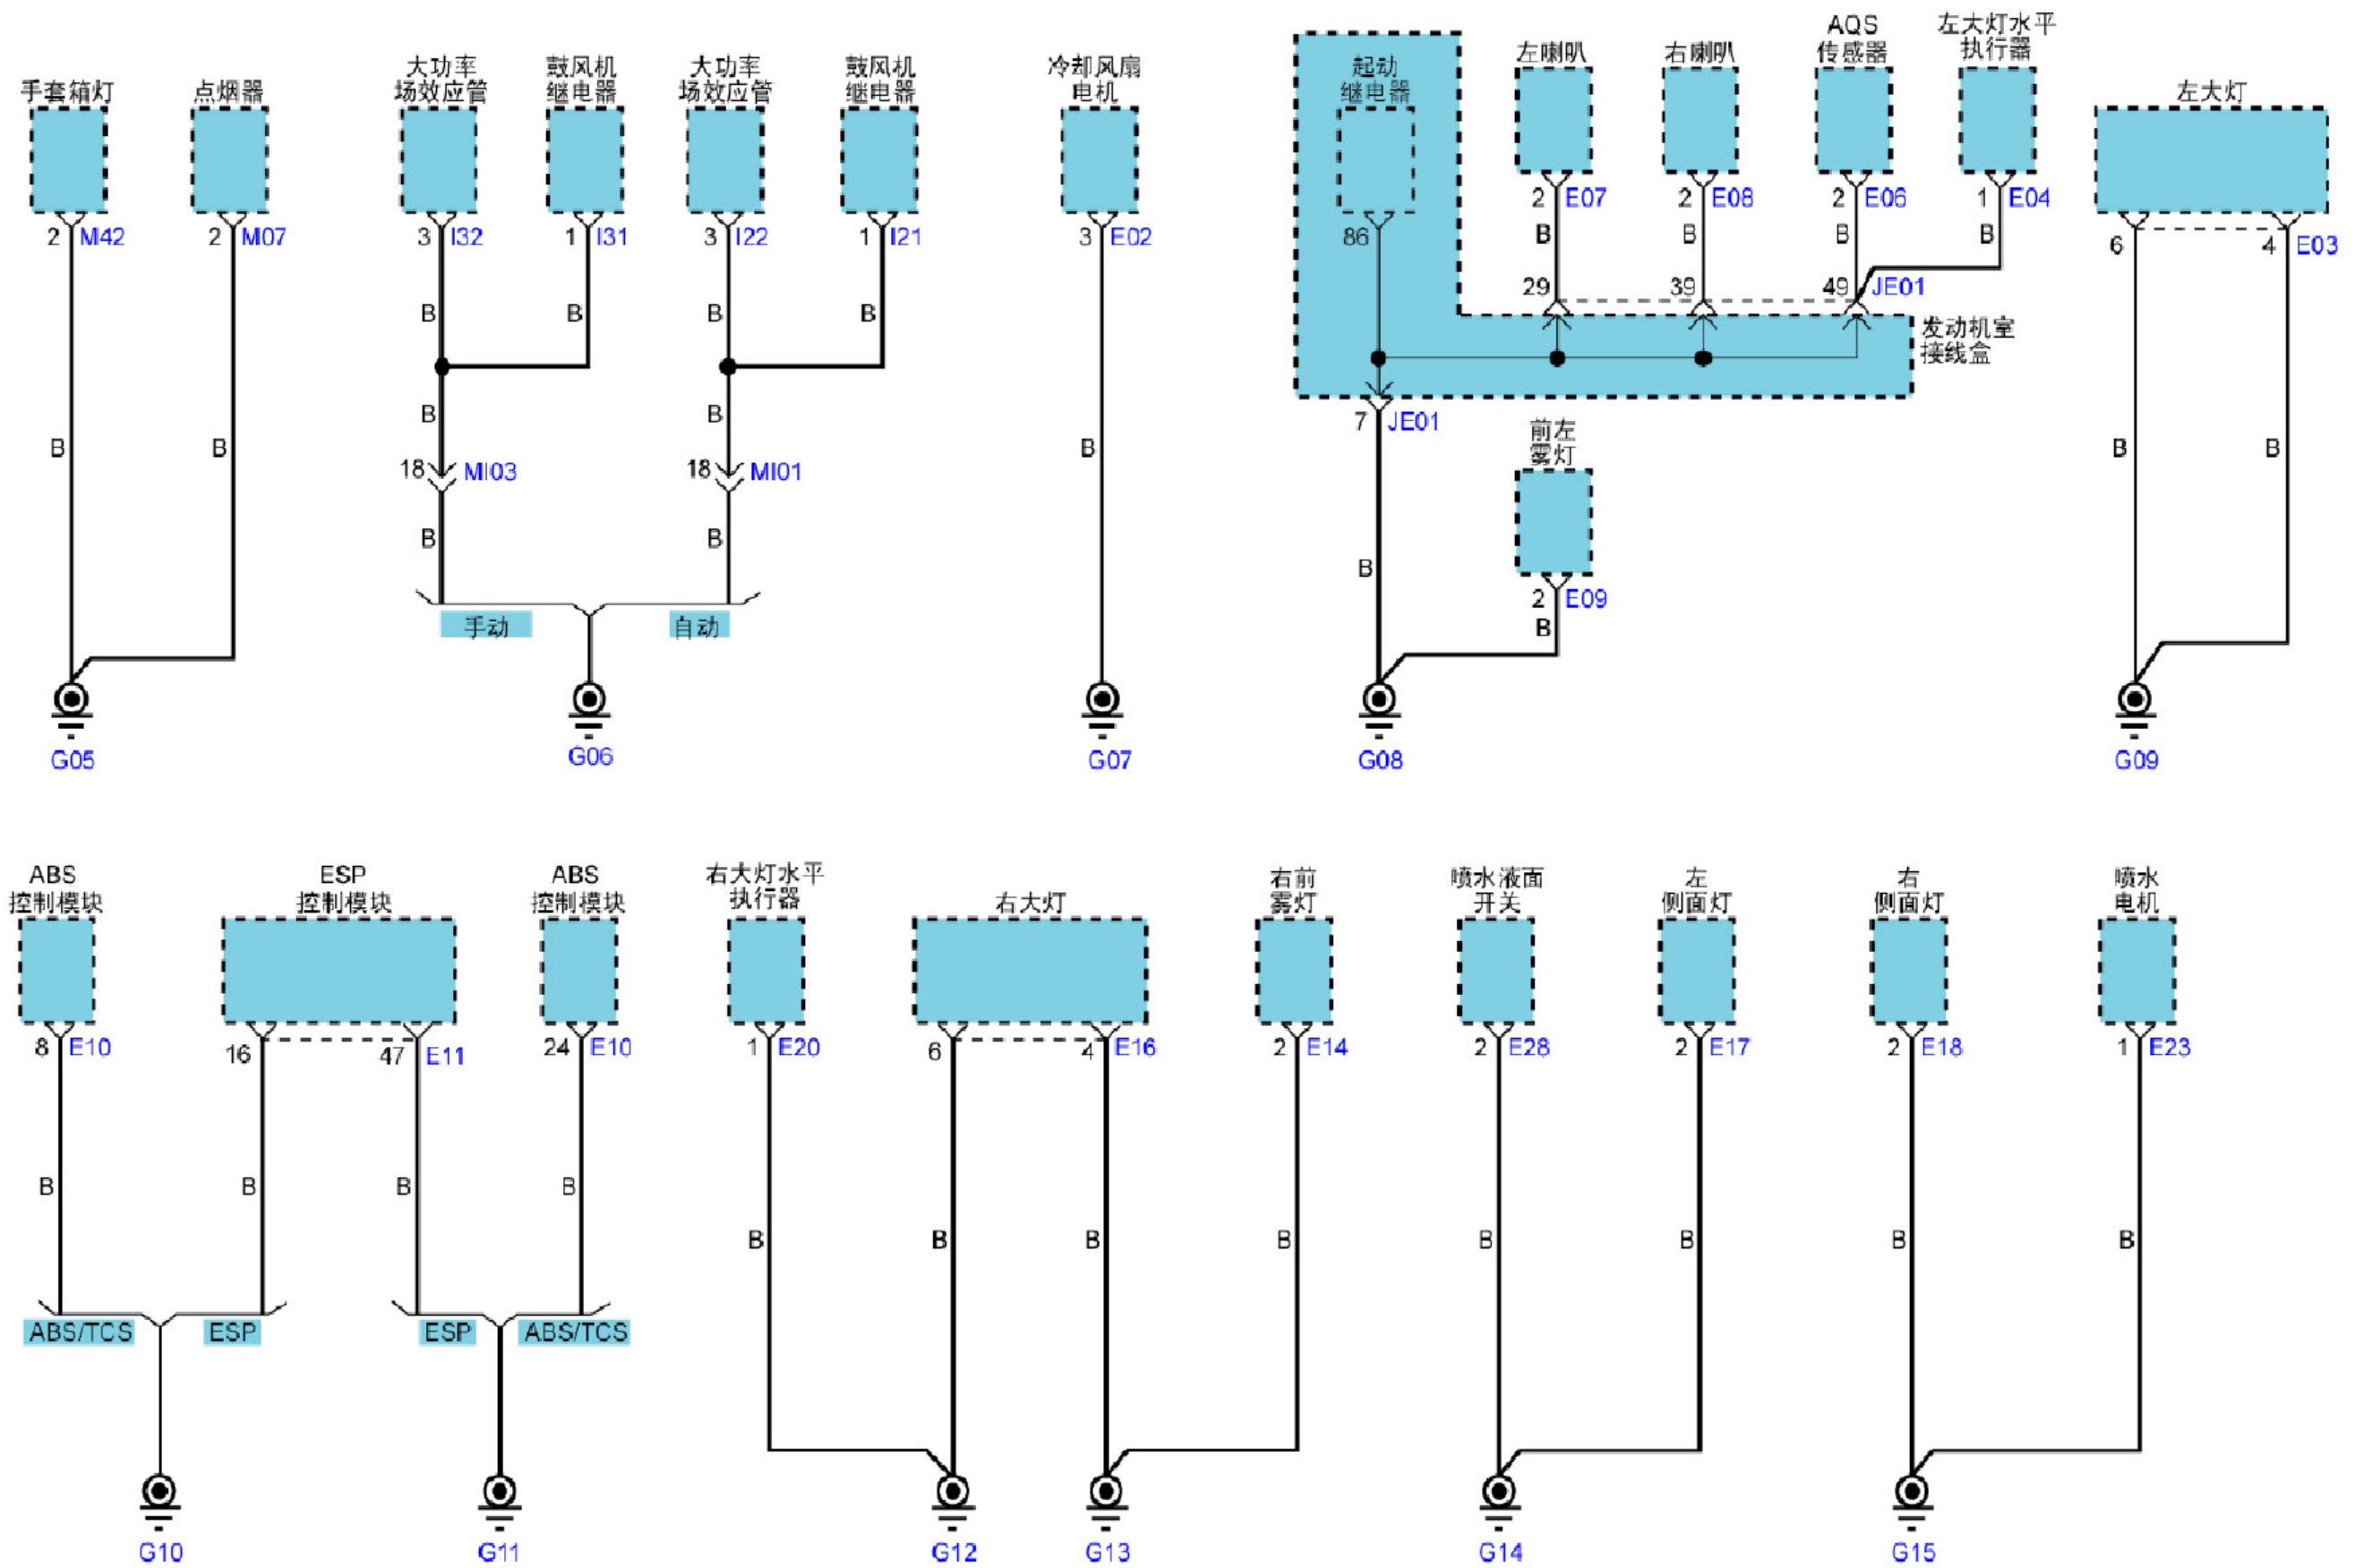 手套箱灯
点烟器
大功率
场效应管
鼓风机
继电器
大功率
场效应管
鼓风机
继电器
冷却风扇
电机
起动
继电器
左喇叭
右喇叭
AQS
传感器
左大灯水平
执行器
左大灯
2 M42
2 M07
3 I32
1 I31
3 I22
1 I21
3 E02
86
2 E07
2 E08
2 E06
1 E04
6
4 E03
B
B
B
B
29
39
49 JE01
B
B
B
B
发动机室
接线盒
B
B
7 JE01
前左
雾灯
B
B
18 MI03
18 MI01
B
B
B
B
B
B
B
2 E09
B
手动
自动
G05
G06
G07
G08
G09
ABS
控制模块
ESP
控制模块
ABS
控制模块
右大灯水平
执行器
右大灯
右前
雾灯
喷水液面
开关
左
侧面灯
右
侧面灯
喷水
电机
8 E10
16
47 E11
24 E10
1 E20
6
4 E16
2 E14
2 E28
2 E17
2 E18
1 E23
B
B
B
B
B
B
B
B
B
B
B
B
ABS/TCS
ESP
ESP
ABS/TCS
G10
G11
G12
G13
G14
G15